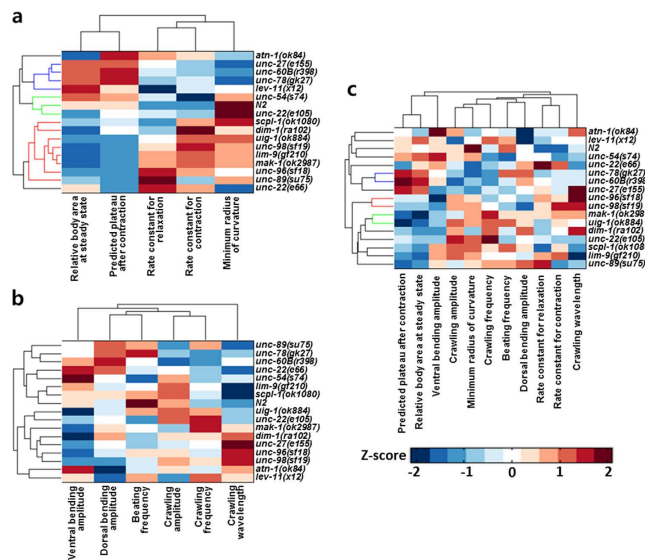 a
atn-1(ok84)
unc-27(e155)
unc-60B(r398)
unc-78(gk27)
lev-11(x12)
unc-54(s74)
N2
unc-22(e105)
scpl-1(ok1080)
dim-1(ra102)
uig-1(ok884)
unc-98(sf19)
lim-9(gf210)
mak-1(ok2987)
unc-96(sf18)
unc-89(su75)
unc-22(e66)
Relative body area
at steady state
Predicted plateau
after contraction
Rate constant for
relaxation
Rate constant for
contraction
Minimum radius
of curvature
b
unc-89(su75)
unc-78(gk27)
unc-60B(r398)
unc-22(e66)
unc-54(s74)
lim-9(gf210)
scpl-1(ok1080)
N2
uig-1(ok884)
unc-22(e105)
mak-1(ok2987)
dim-1(ra102)
unc-27(e155)
unc-96(sf18)
unc-98(sf19)
atn-1(ok84)
lev-11(x12)
Ventral bending
amplitude
Dorsal bending
amplitude
Beating
frequency
Crawling
amplitude
Crawling
frequency
Crawling
wavelength
c
atn-1(ok84)
lev-11(x12)
N2
unc-54(s74)
unc-22(e66)
unc-78(gk27)
unc-60B(r398
unc-27(e155)
unc-96(sf18)
unc-98(sf19)
mak-1(ok298
uig-1(ok884)
dim-1(ra102)
unc-22(e105)
scpl-1(ok108
lim-9(gf210)
unc-89(su75)
Predicted plateau after contraction
Relative body area at steady state
Ventral bending amplitude
Crawling amplitude
Minimum radius of curvature
Crawling frequency
Beating frequency
Dorsal bending amplitude
Rate constant for relaxation
Rate constant for contraction
Crawling wavelength
Z-score
-2 -1 0 1 2